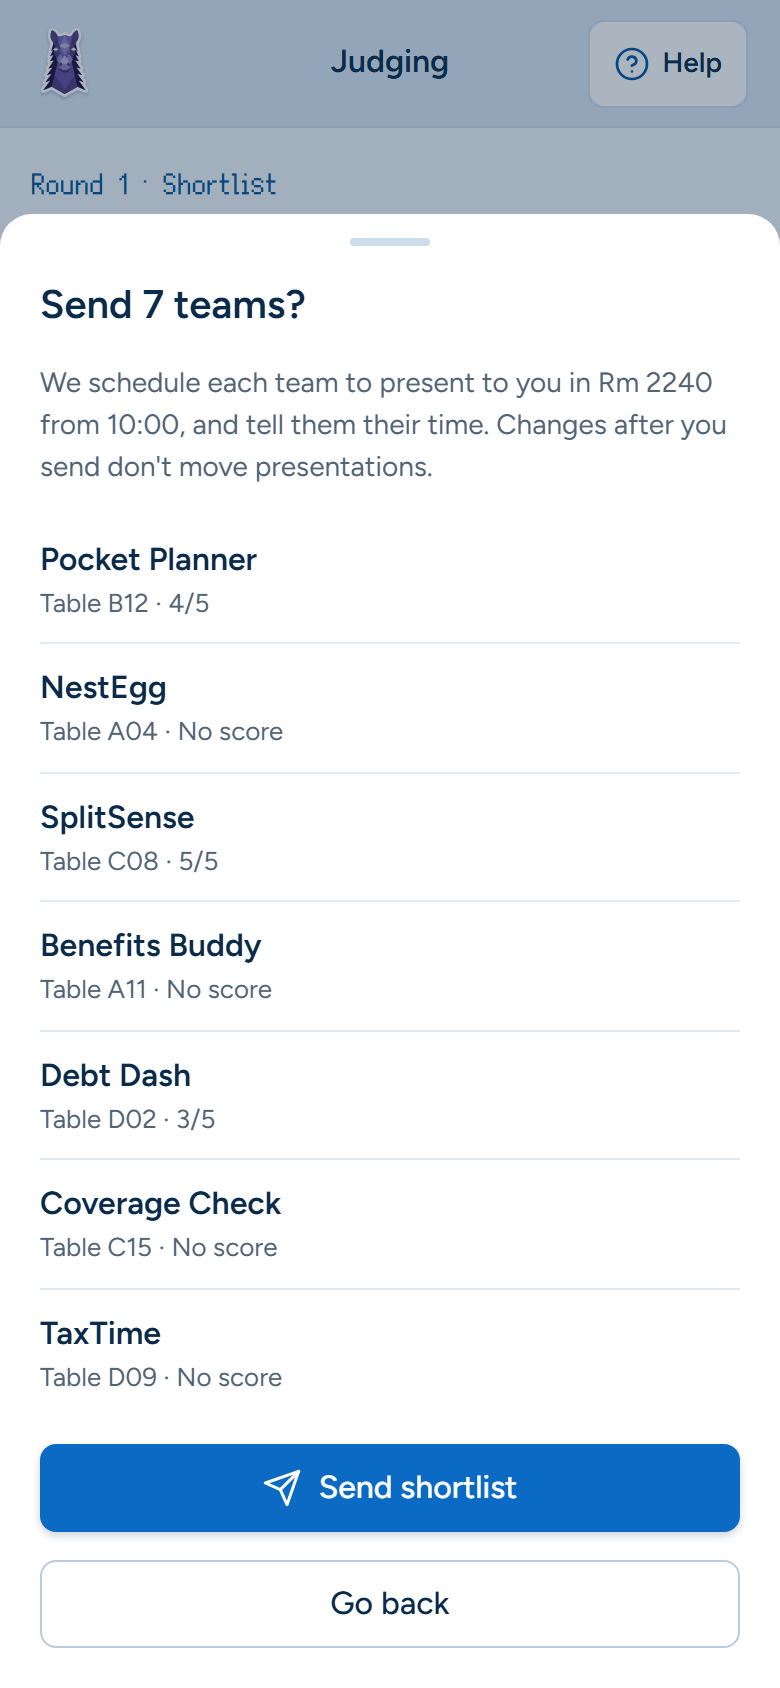 Judging
Help
Round 1 · Shortlist
Send 7 teams?
We schedule each team to present to you in Rm 2240
from 10:00, and tell them their time. Changes after you
send don't move presentations.
Pocket Planner
Table B12 · 4/5
NestEgg
Table A04 · No score
SplitSense
Table C08 · 5/5
Benefits Buddy
Table A11 · No score
Debt Dash
Table D02 · 3/5
Coverage Check
Table C15 · No score
TaxTime
Table D09 · No score
Send shortlist
Go back